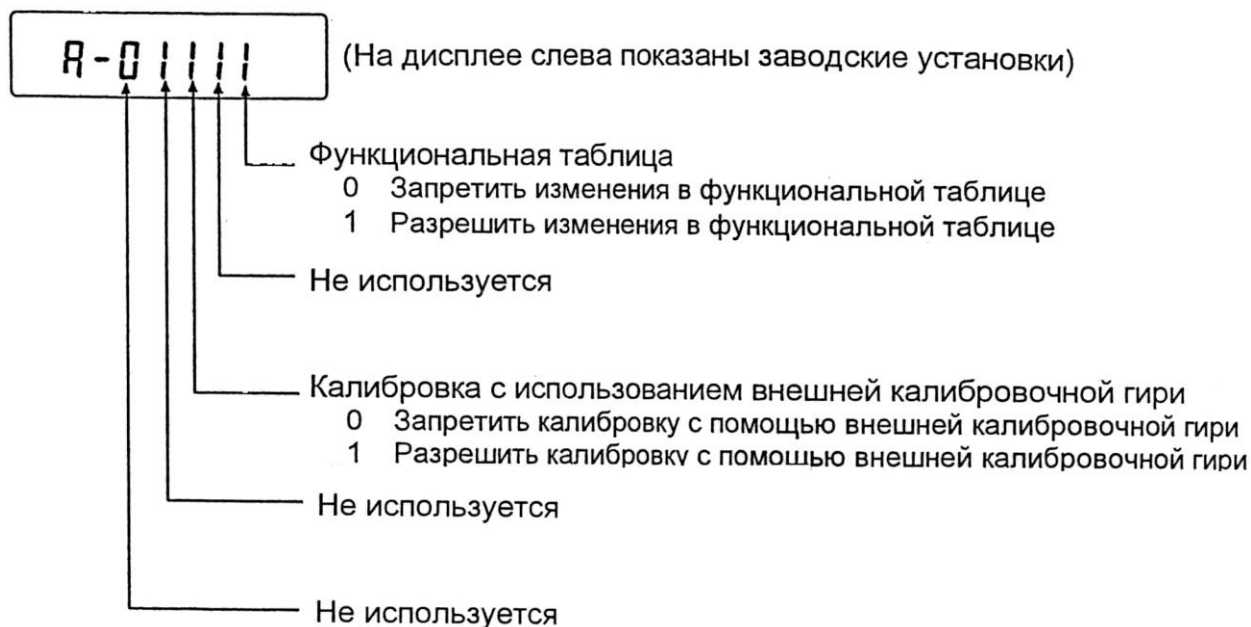 A-01111
(На дисплее слева показаны заводские установки)
Функциональная таблица
0 Запретить изменения в функциональной таблице
1 Разрешить изменения в функциональной таблице
Не используется
Калибровка с использованием внешней калибровочной гири
0 Запретить калибровку с помощью внешней калибровочной гири
1 Разрешить калибровку с помощью внешней калибровочной гири
Не используется
Не используется